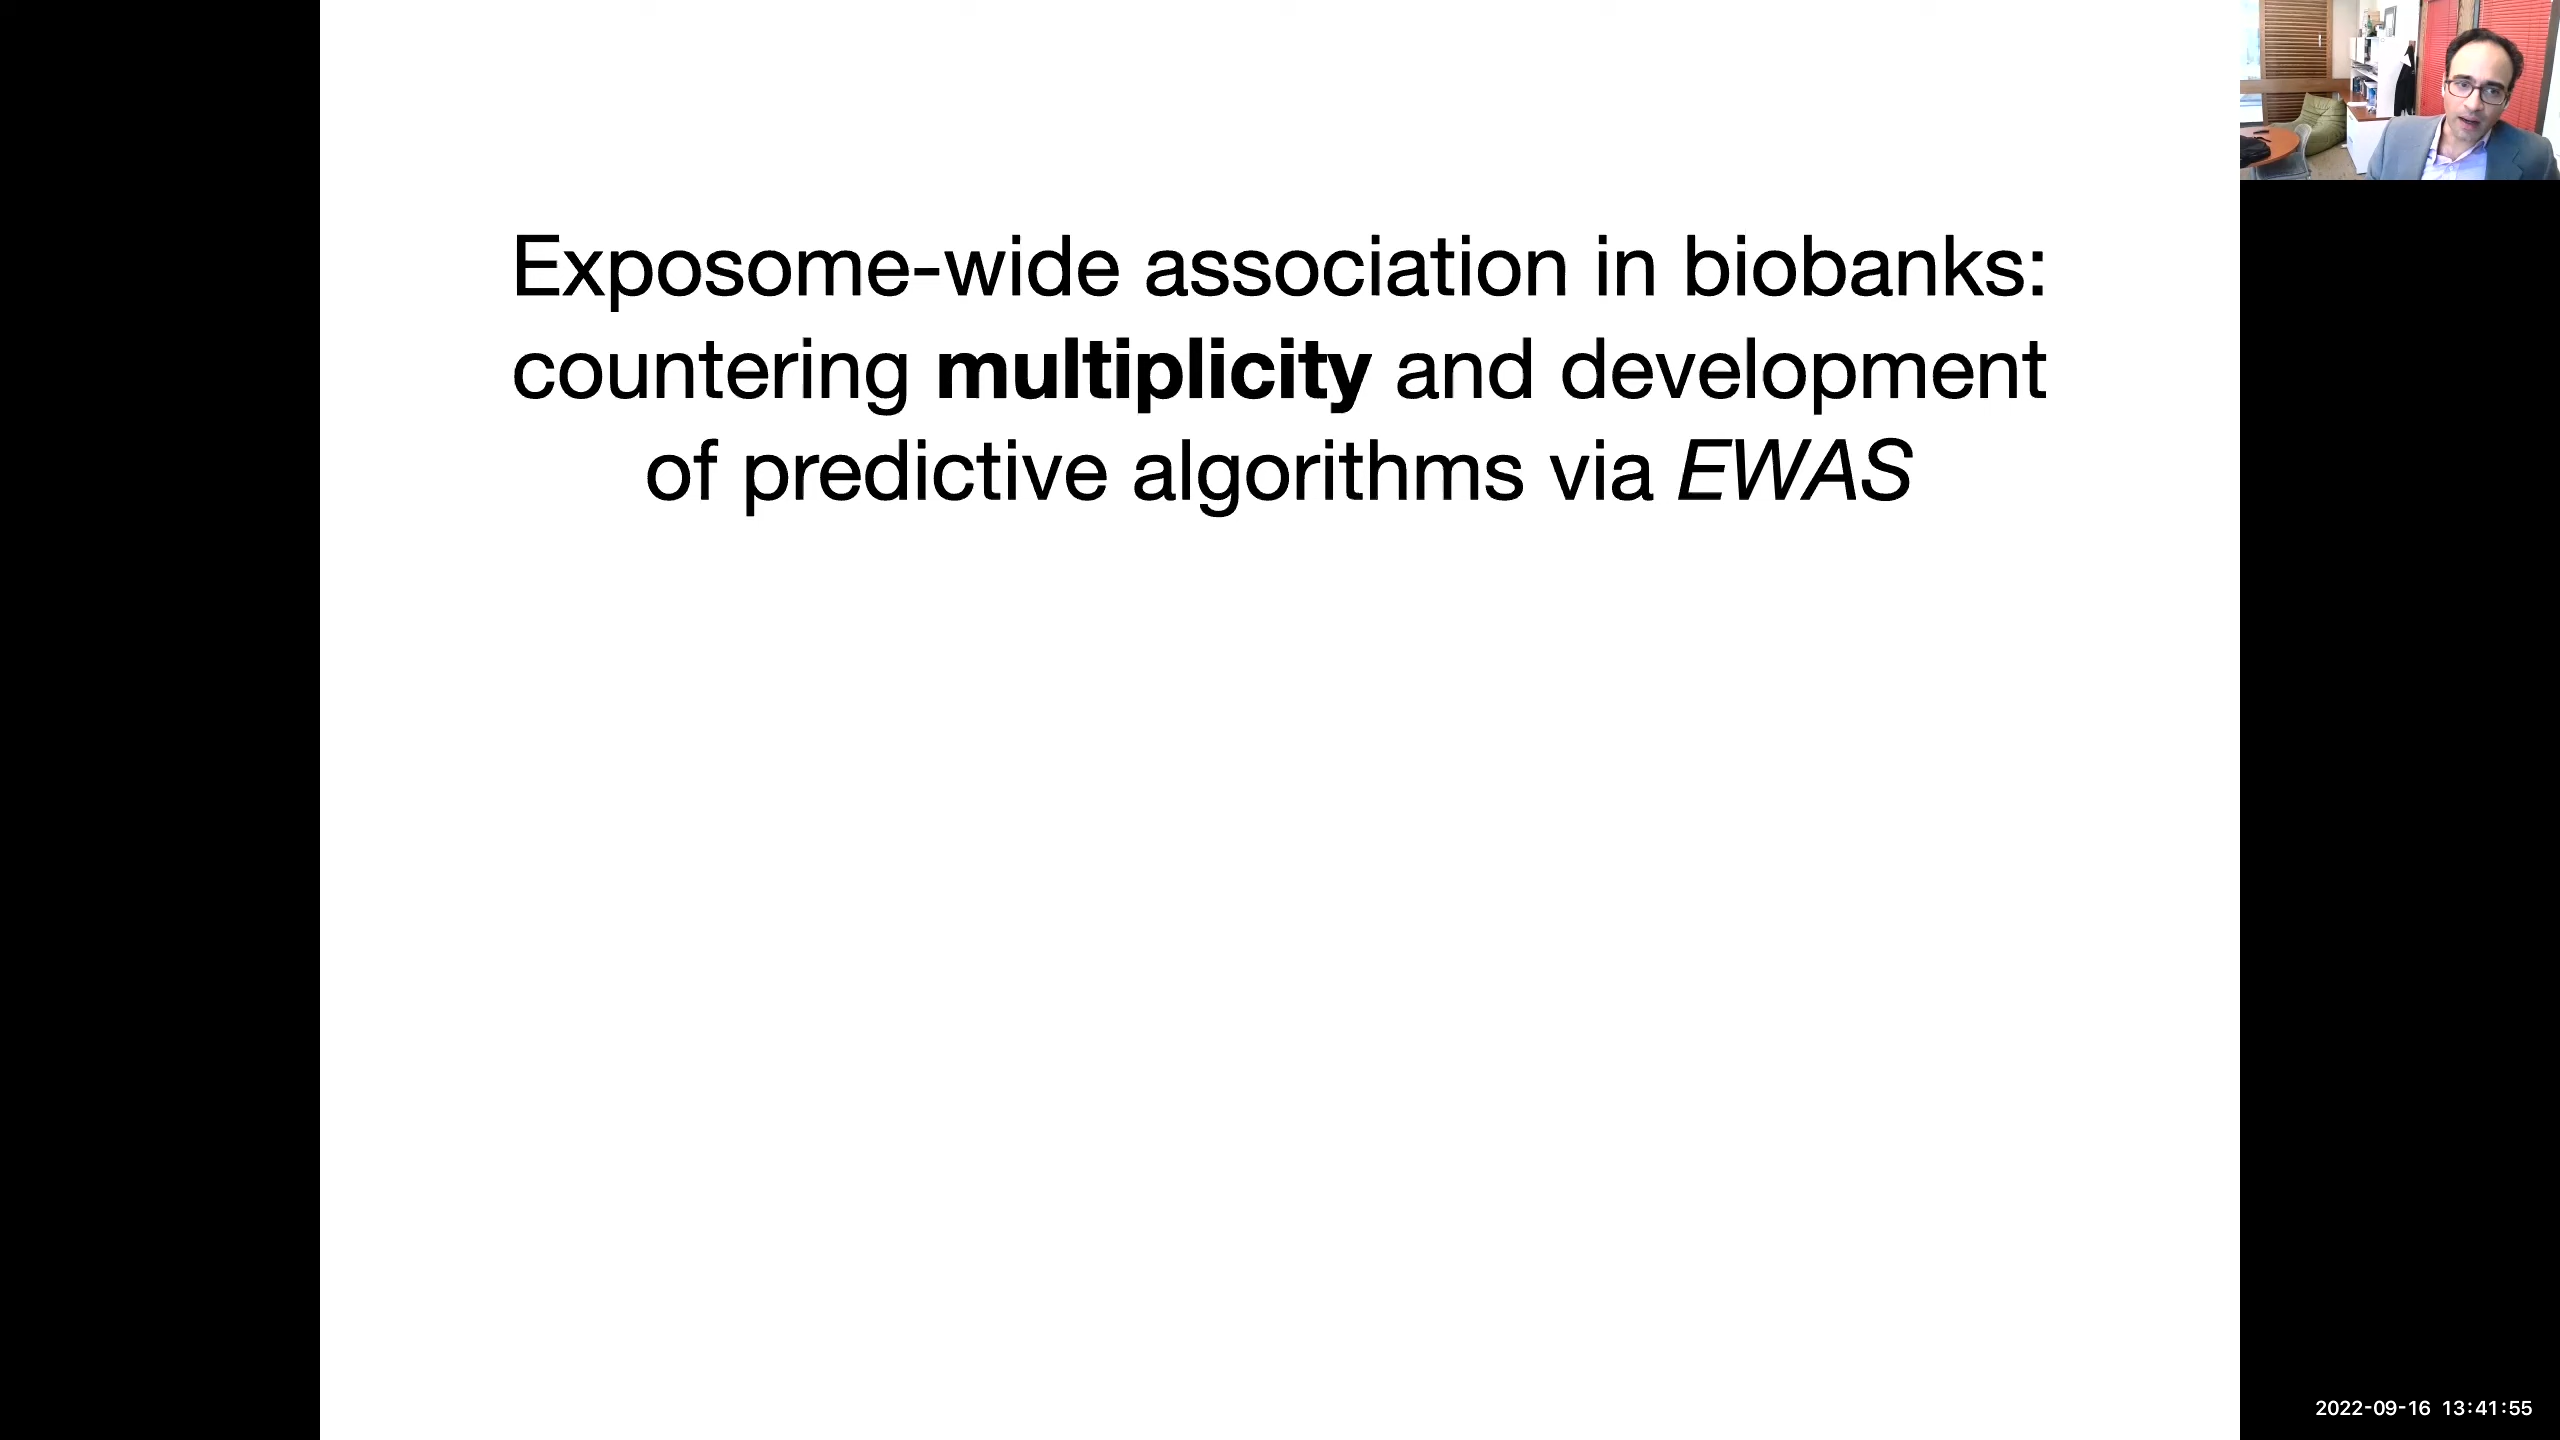 Exposome-wide association in biobanks:
countering multiplicity and development
of predictive algorithms via EWAS
2022-09-16 13:41:55